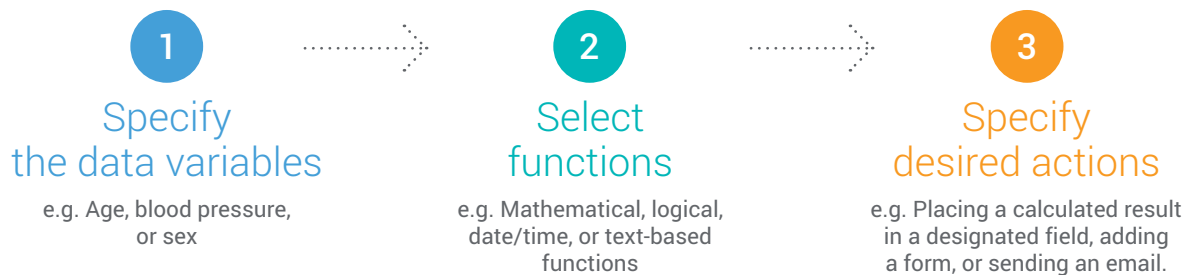 1
Specify
the data variables
e.g. Age, blood pressure,
or sex
2
Select
functions
e.g. Mathematical, logical,
date/time, or text-based
functions
3
Specify
desired actions
e.g. Placing a calculated result
in a designated field, adding
a form, or sending an email.